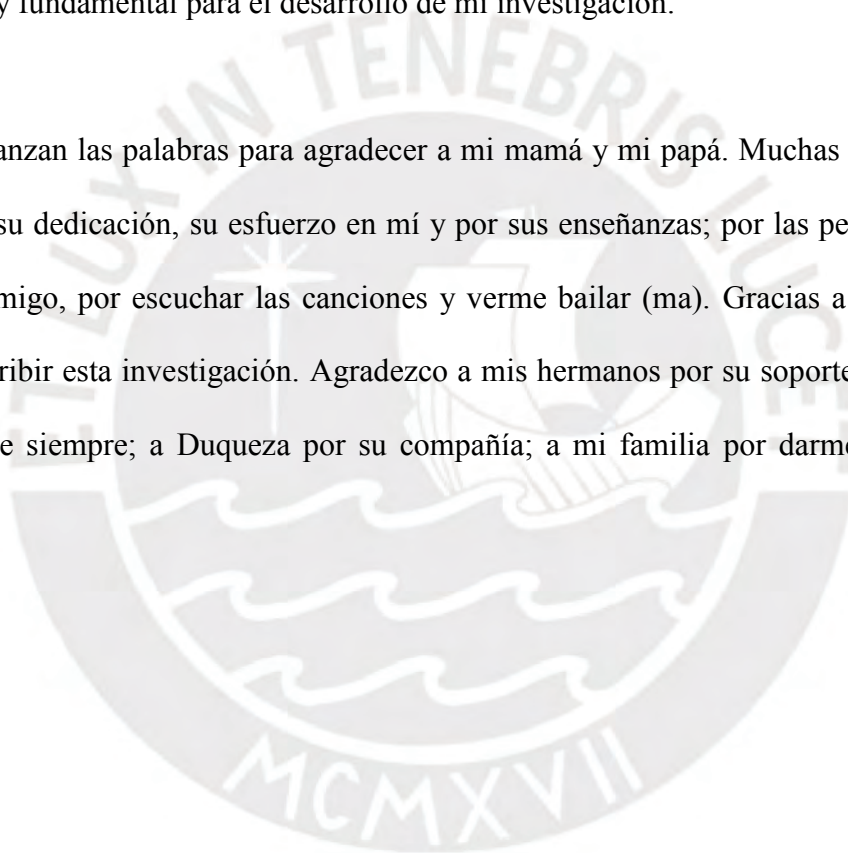 y fundamental para el desarrollo de mi investigación.
anzan las palabras para agradecer a mi mamá y mi papá. Muchas
su dedicación, su esfuerzo en mí y por sus enseñanzas; por las pe
migo, por escuchar las canciones y verme bailar (ma). Gracias a
ribir esta investigación. Agradezco a mis hermanos por su soporte
e siempre; a Duqueza por su compañía; a mi familia por darme
ET LUX IN TENEBRIS LUCET
MCMXVII